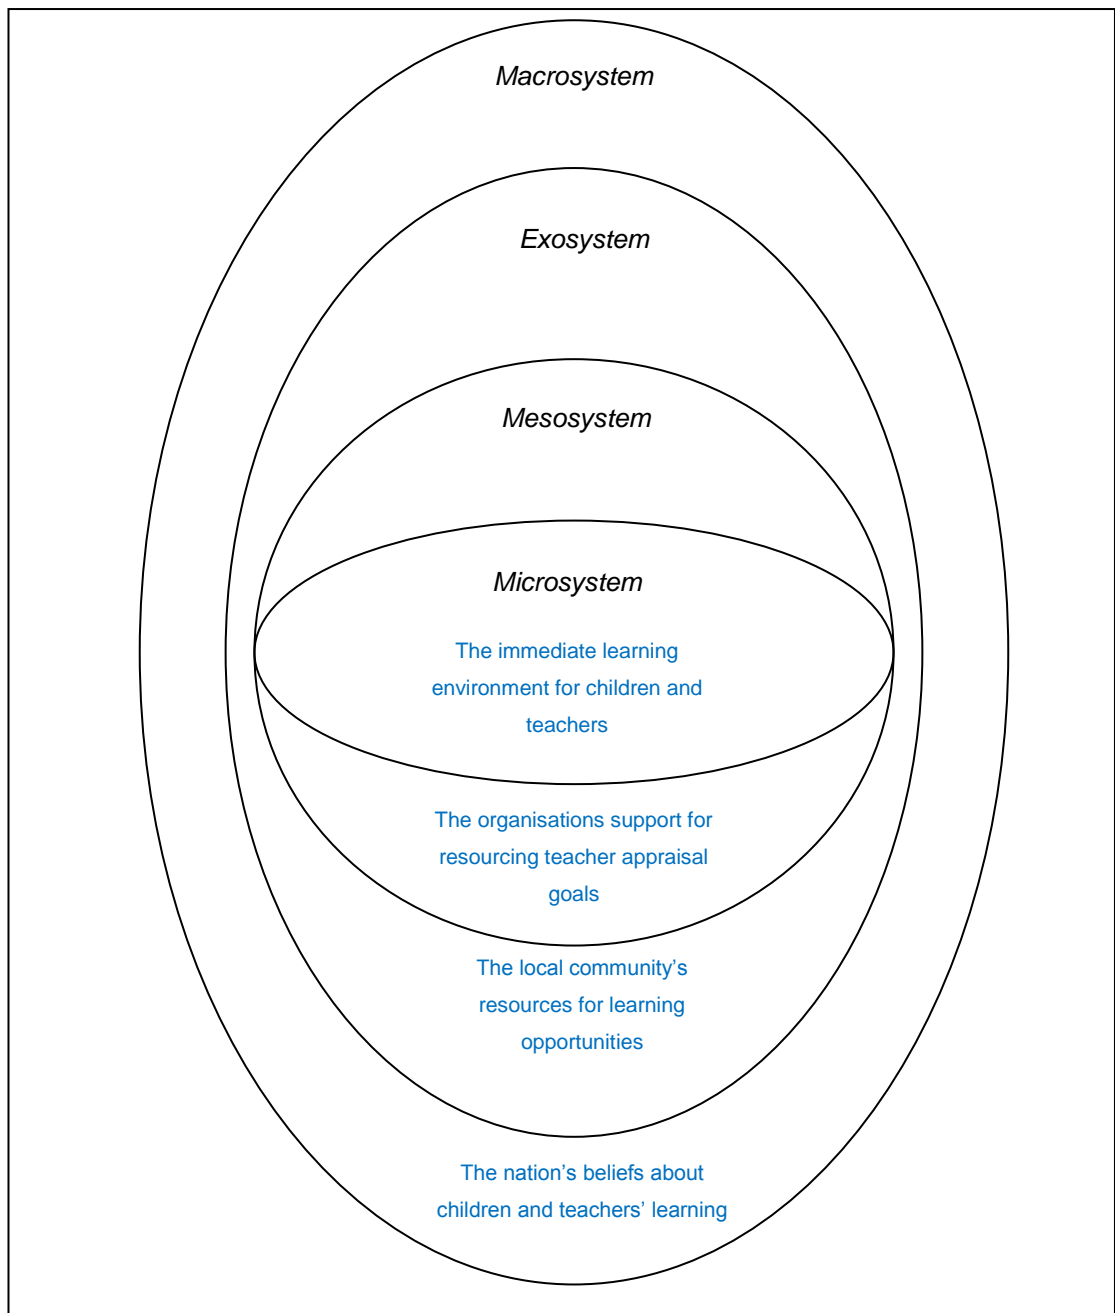 Macrosystem
Exosystem
Mesosystem
Microsystem
The immediate learning
environment for children and
teachers
The organisations support for
resourcing teacher appraisal
goals
The local community’s
resources for learning
opportunities
The nation’s beliefs about
children and teachers’ learning